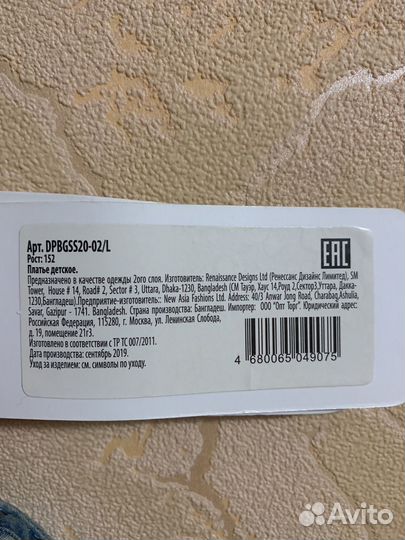 Арт. DPBGSS20-02/L
Рост: 152
Платье детское.
Предназначено в качестве одежды 2ого слоя. Изготовитель: Renaissance Designs Ltd (Ренессанс Дизайнс Лимитед), SM
Tower, House # 14, Road# 2, Sector # 3, Uttara, Dhaka-1230, Bangladesh (СМ Тауэр, Хаус 14,Роуд 2,Сектор3,Уттара, Дакка-
1230,Бангладеш).Предприятие-изготовитель:: New Asia Fashions Ltd. Address: 40/3 Anwar Jong Road, Charabag,Ashulia,
Savar, Gazipur - 1741. Bangladesh. Страна производства: Бангладеш. Импортер: ООО "Опт Торг". Юридический адрес:
Российская Федерация, 115280, г. Москва, ул. Ленинская Слобода,
д. 19, помещение 21г3.
Изготовлено в соответствии с ТР ТС 007/2011.
Дата производства: сентябрь 2019.
Уход за изделием: см. символы по уходу.
EAC
4 680065 049075
Avito